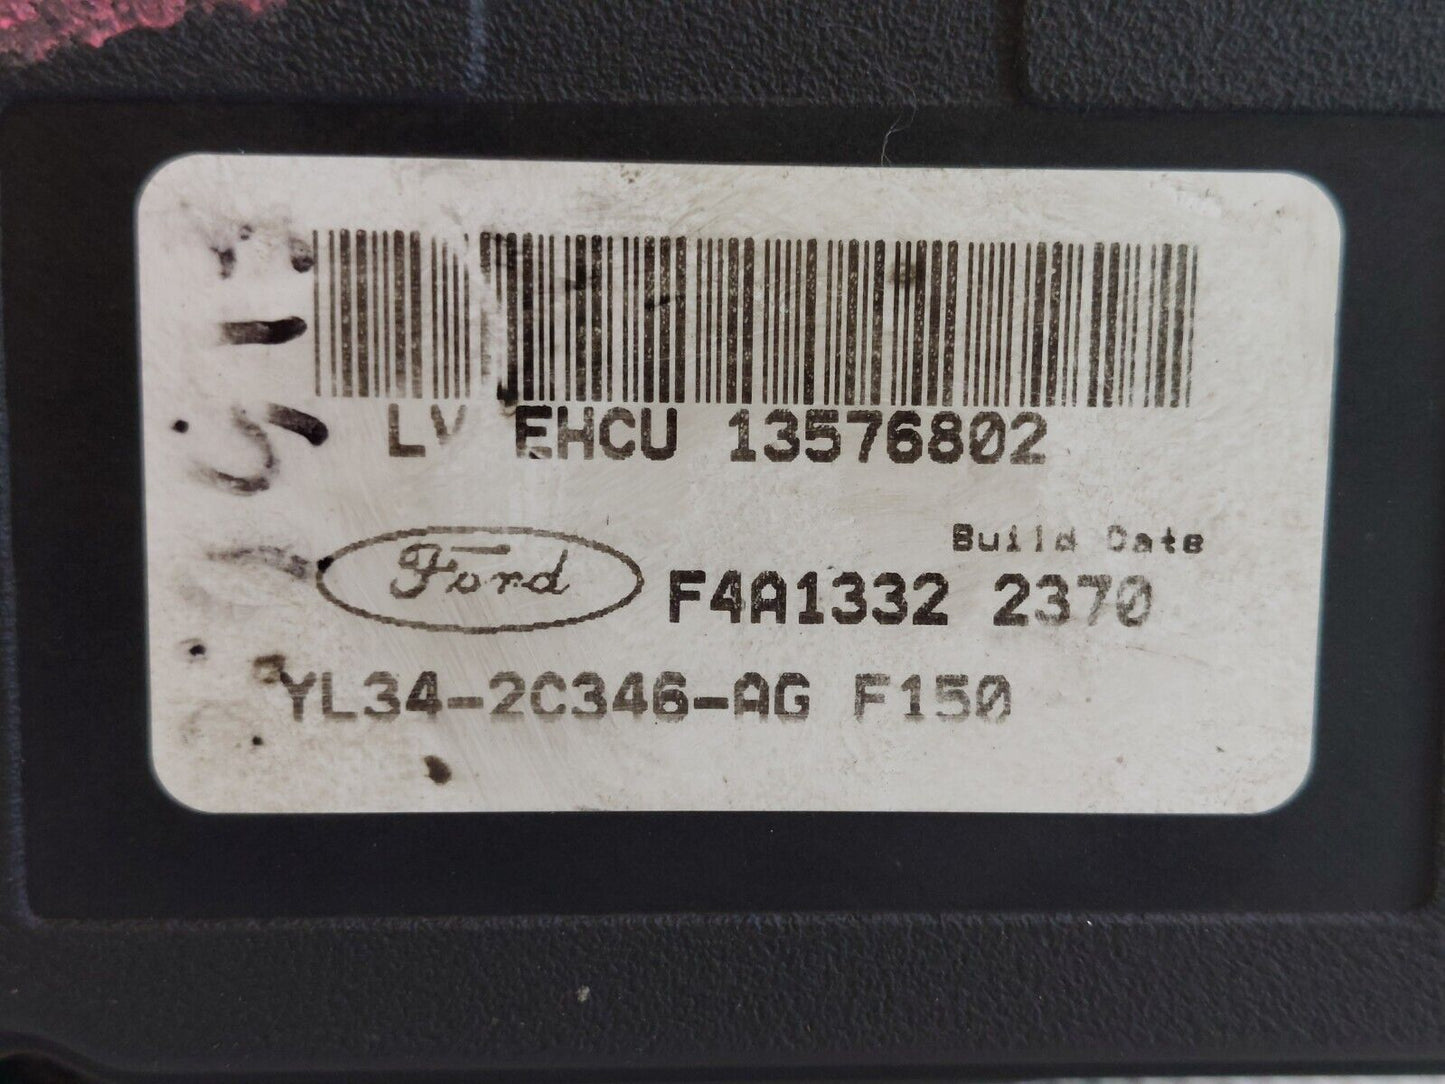 LV EHCU 13576802
Build Date
Ford F4A1332 2370
YL34-2C346-AG F150